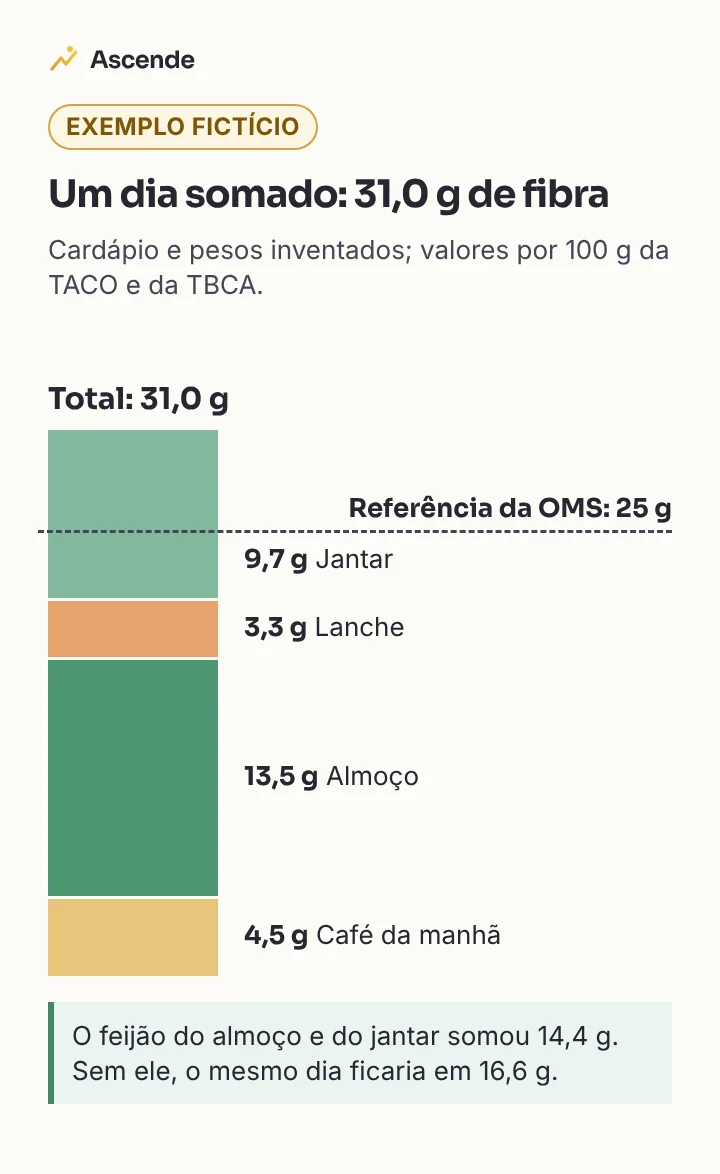 Ascende
EXEMPLO FICTÍCIO
Um dia somado: 31,0 g de fibra
Cardápio e pesos inventados; valores por 100 g da
TACO e da TBCA.
Total: 31,0 g
Referência da OMS: 25 g
9,7 g Jantar
3,3 g Lanche
13,5 g Almoço
4,5 g Café da manhã
O feijão do almoço e do jantar somou 14,4 g.
Sem ele, o mesmo dia ficaria em 16,6 g.